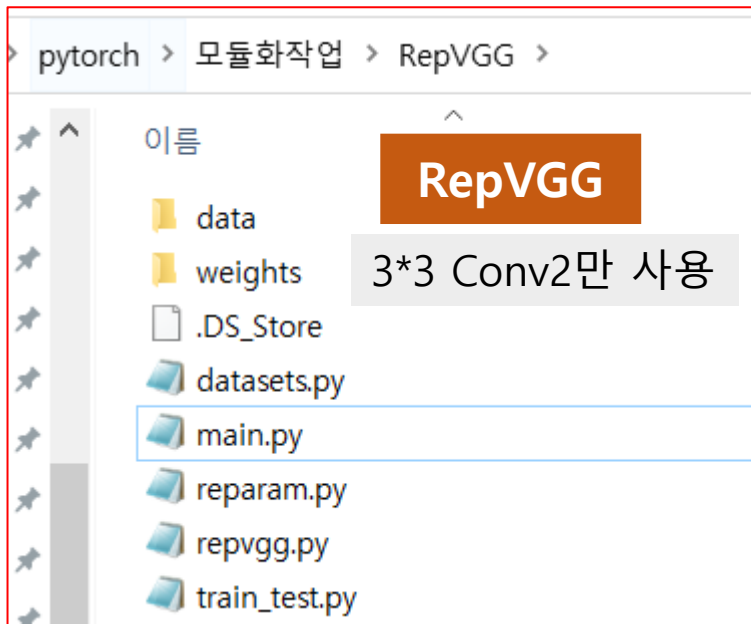 pytorch > 모듈화작업 > RepVGG >
이름
RepVGG
data
3*3 Conv2만 사용
weights
.DS_Store
datasets.py
main.py
reparam.py
repvgg.py
train_test.py